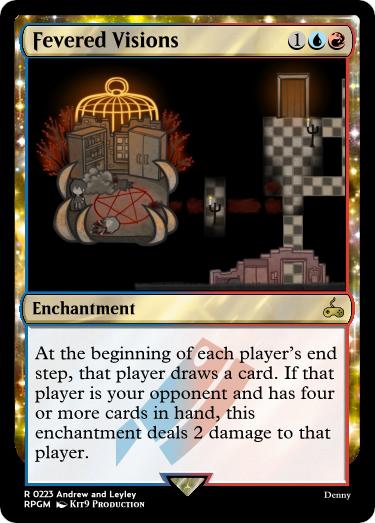 Fevered Visions 1
Enchantment
At the beginning of each player's end
step, that player draws a card. If that
player is your opponent and has four
or more cards in hand, this
enchantment deals 2 damage to that
player.
R 0223 Andrew and Leyley
RPGM Kit9 Production Denny